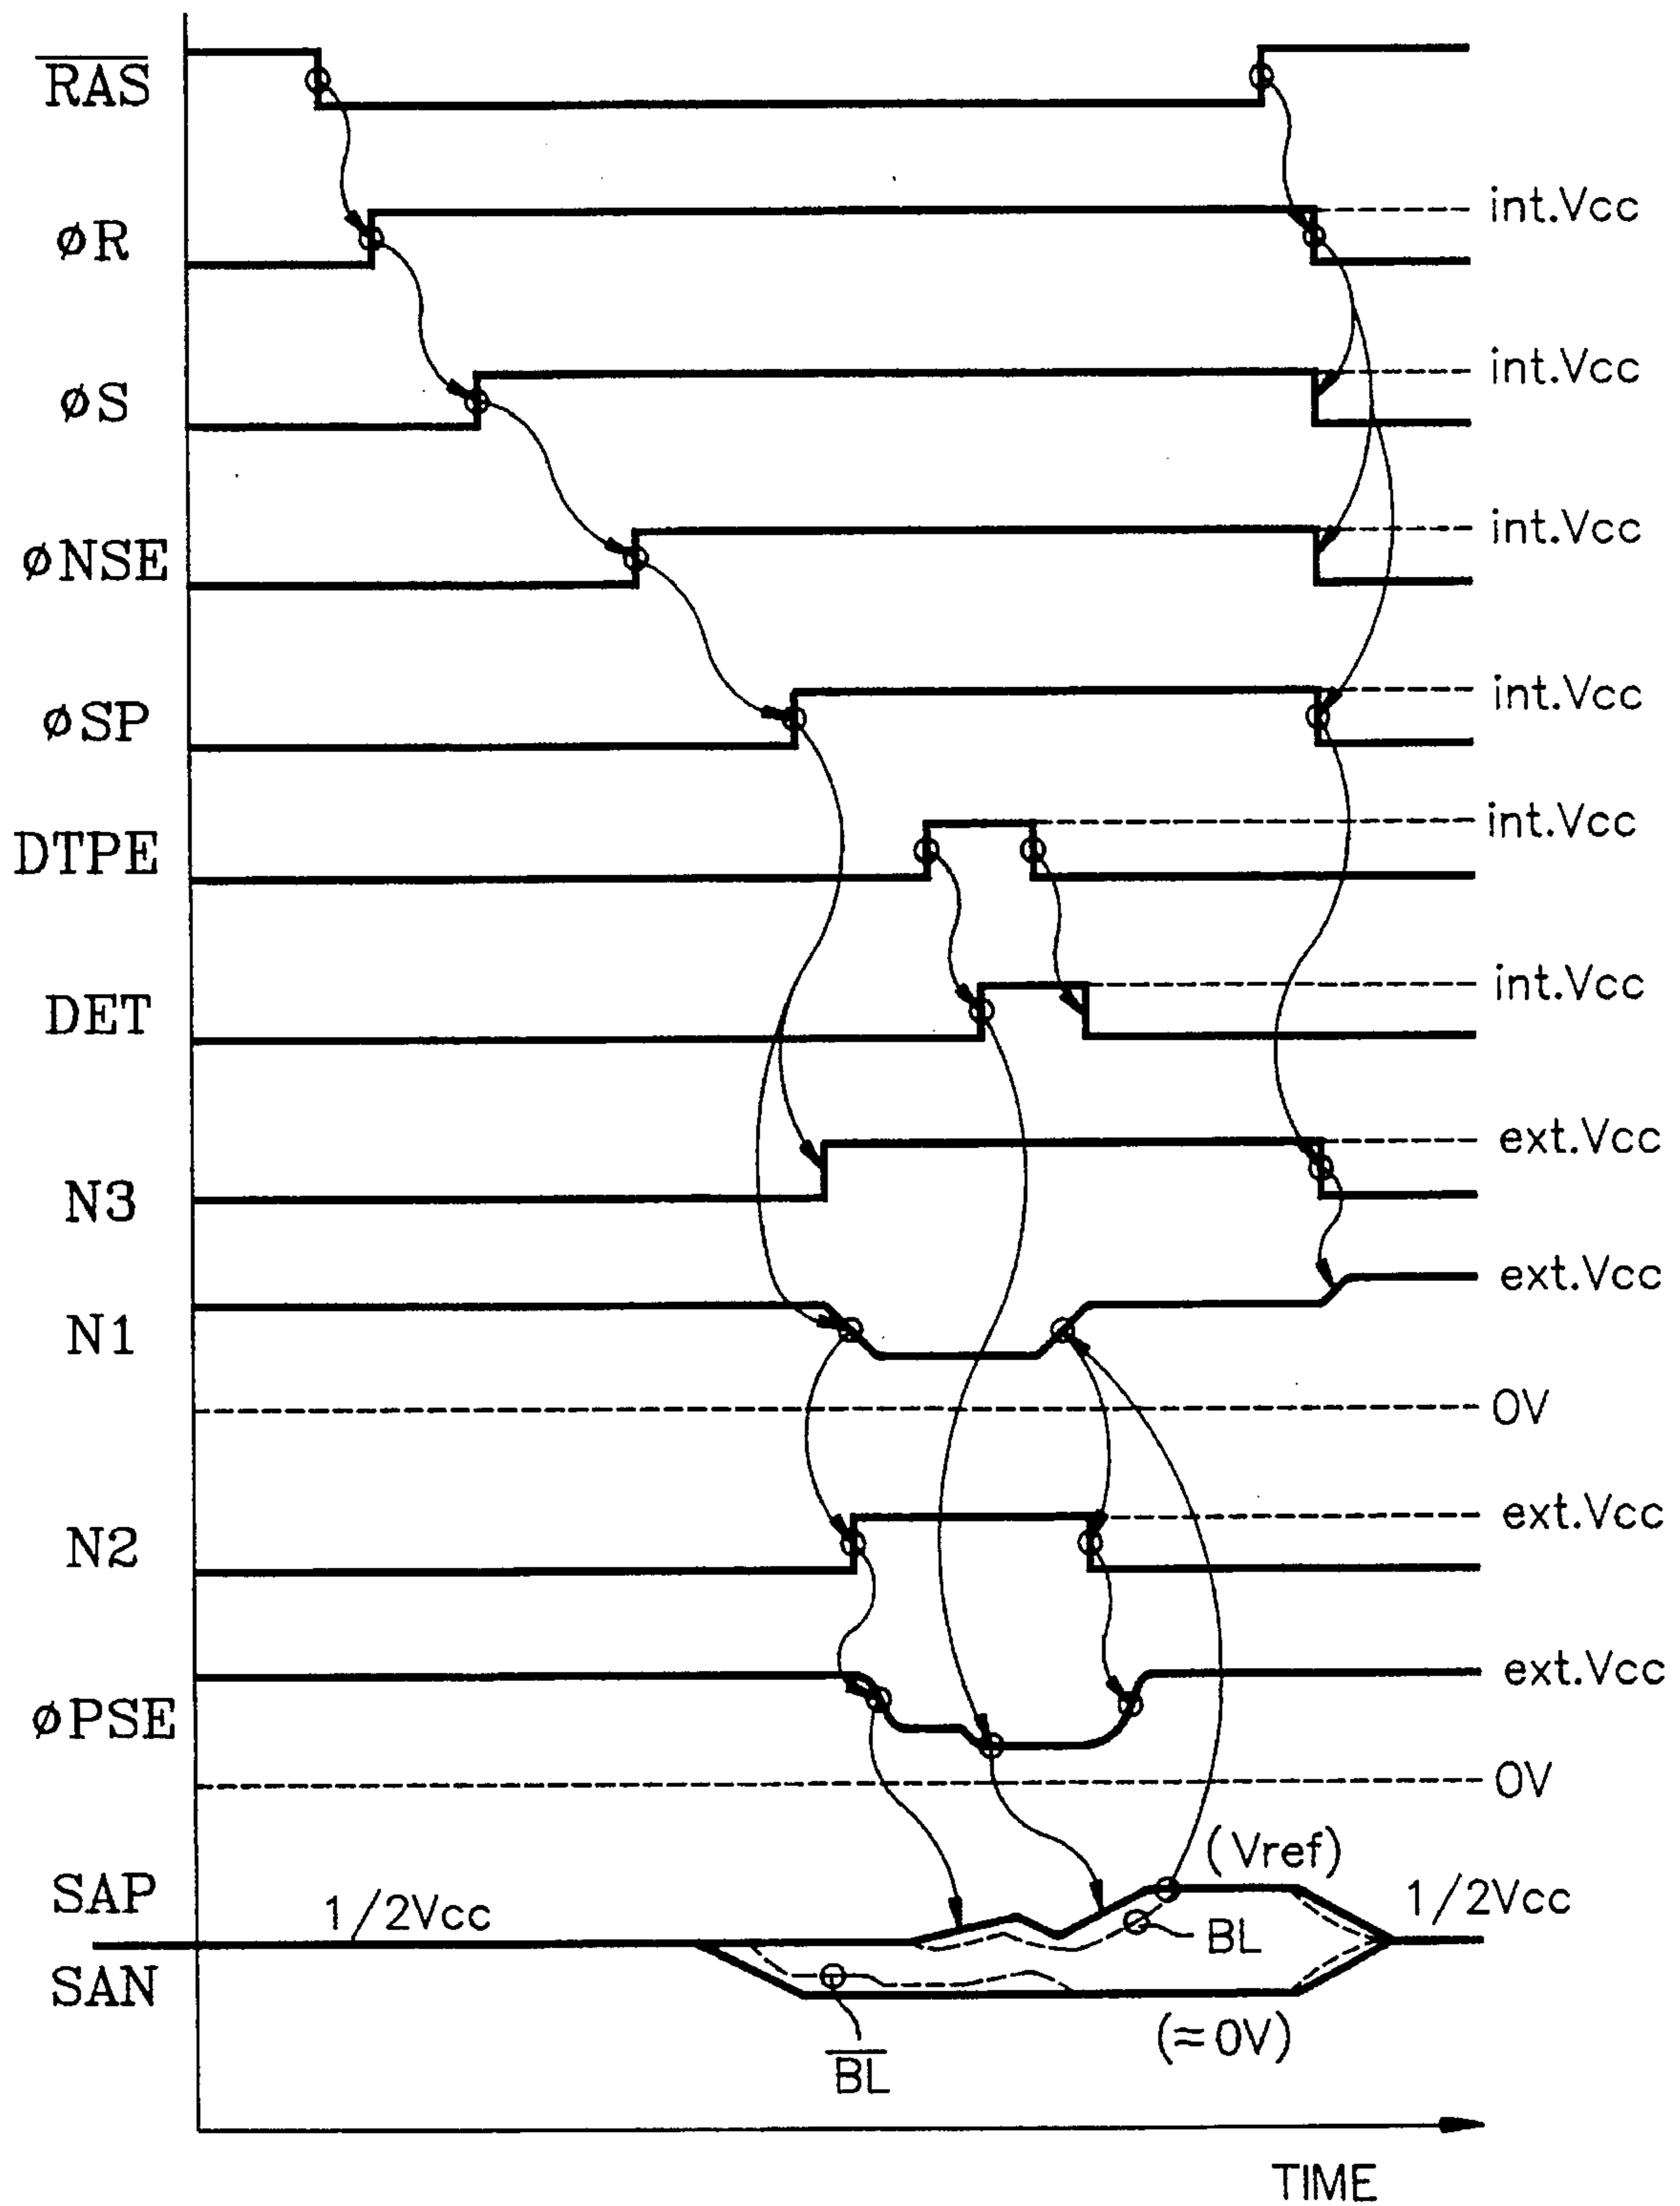 R̅A̅S̅
øR
int.Vcc
øS
int.Vcc
øNSE
int.Vcc
øSP
int.Vcc
DTPE
int.Vcc
DET
int.Vcc
N3
ext.Vcc
N1
ext.Vcc
0V
N2
ext.Vcc
øPSE
ext.Vcc
0V
SAP
1/2Vcc
(Vref)
1/2Vcc
BL
SAN
(≈0V)
B̅L̅
TIME